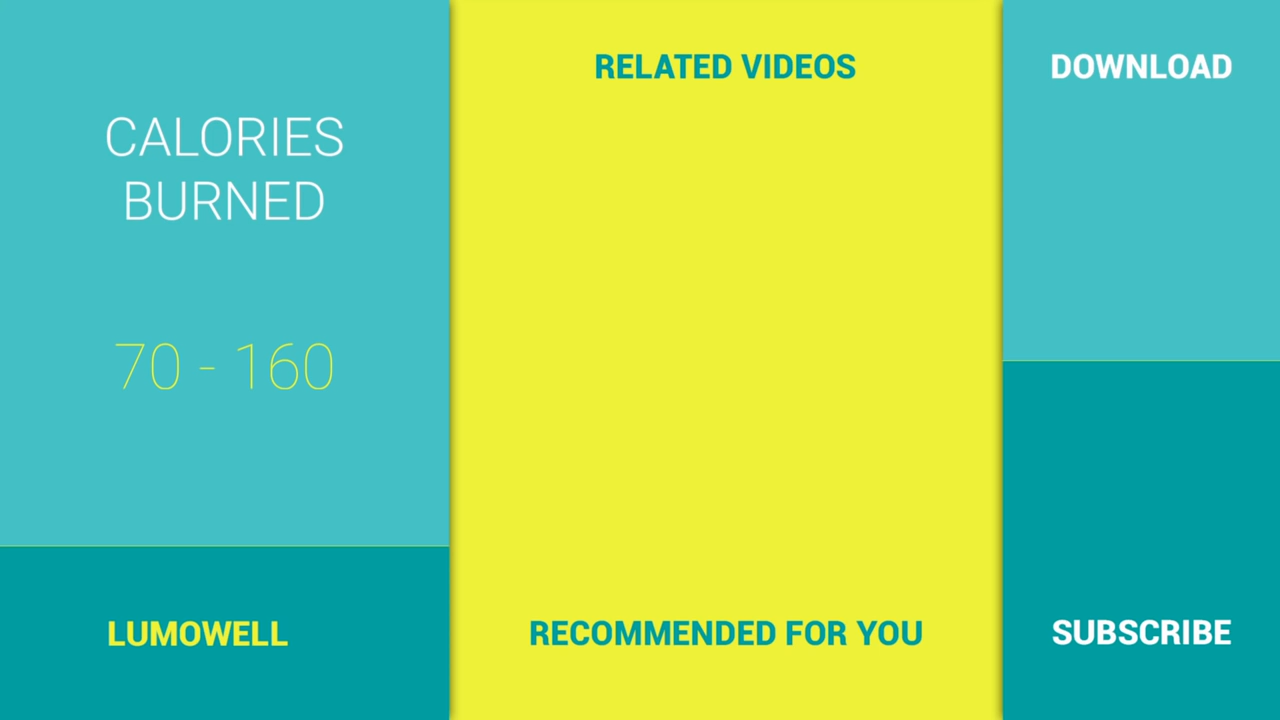 CALORIES
BURNED
70 - 160
LUMOWELL
RELATED VIDEOS
RECOMMENDED FOR YOU
DOWNLOAD
SUBSCRIBE